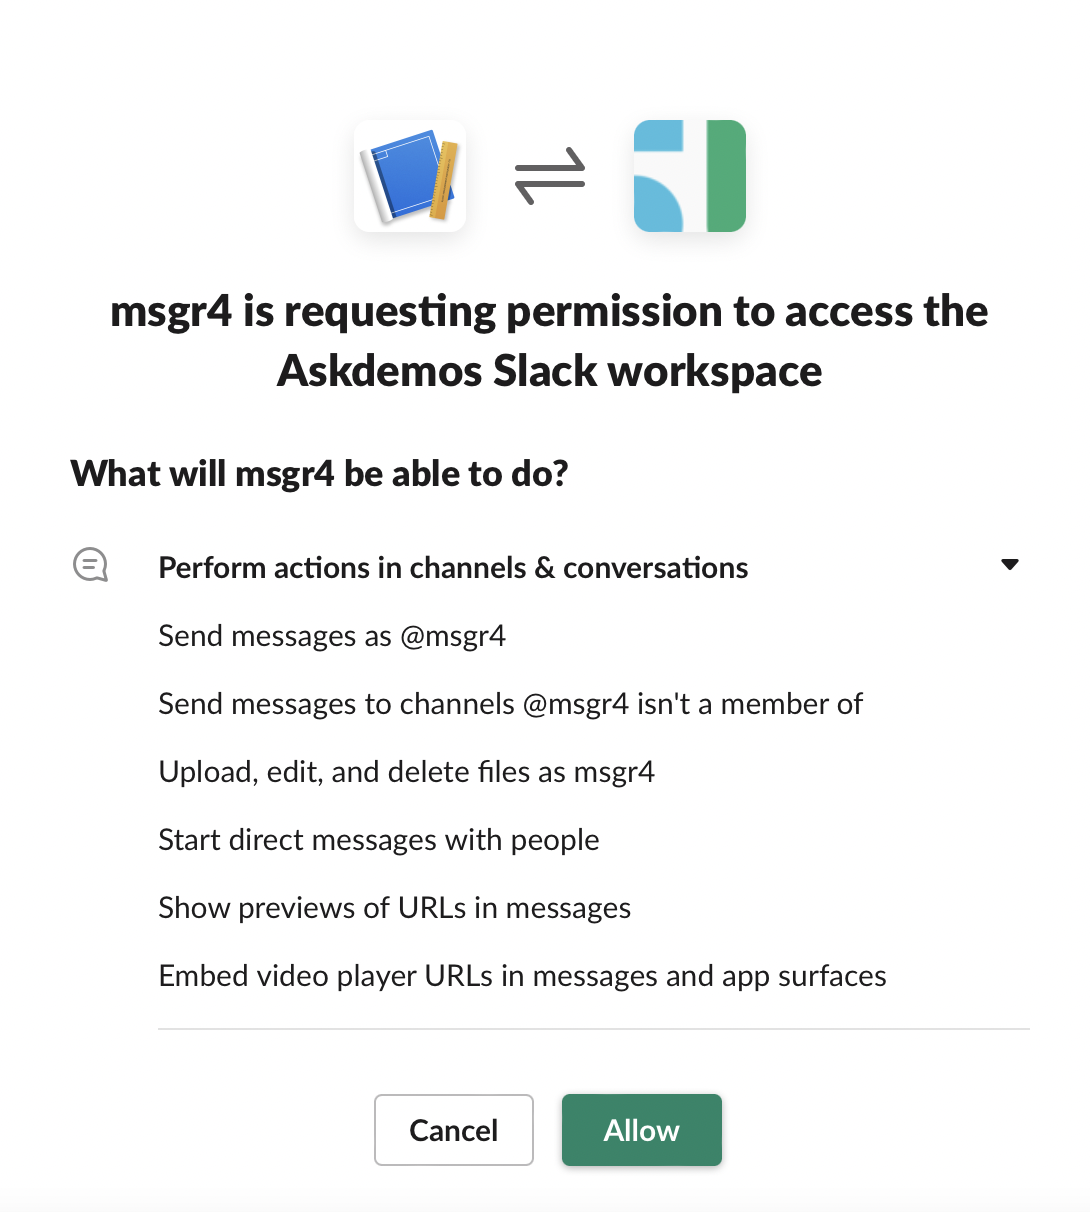 msgr4 is requesting permission to access the
Askdemos Slack workspace
What will msgr4 be able to do?
Perform actions in channels & conversations
Send messages as @msgr4
Send messages to channels @msgr4 isn't a member of
Upload, edit, and delete files as msgr4
Start direct messages with people
Show previews of URLs in messages
Embed video player URLs in messages and app surfaces
Cancel
Allow